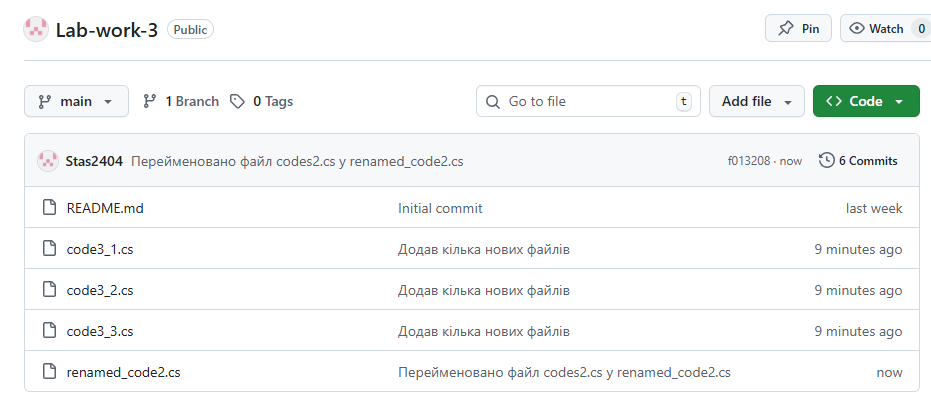 Lab-work-3 Public Pin Watch 0
main 1 Branch 0 Tags Go to file t Add file Code
Stas2404 Перейменовано файл codes2.cs у renamed_code2.cs f013208 · now 6 Commits
README.md Initial commit last week
code3_1.cs Додав кілька нових файлів 9 minutes ago
code3_2.cs Додав кілька нових файлів 9 minutes ago
code3_3.cs Додав кілька нових файлів 9 minutes ago
renamed_code2.cs Перейменовано файл codes2.cs у renamed_code2.cs now